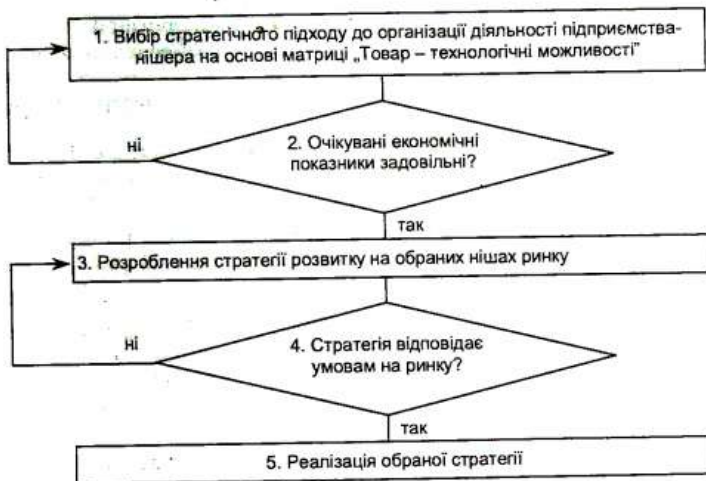 1. Вибір стратегічного підходу до організації діяльності підприємства-
нішера на основі матриці „Товар – технологічні можливості”
ні
2. Очікувані економічні
показники задовільні?
так
3. Розроблення стратегії розвитку на обраних нішах ринку
ні
4. Стратегія відповідає
умовам на ринку?
так
5. Реалізація обраної стратегії